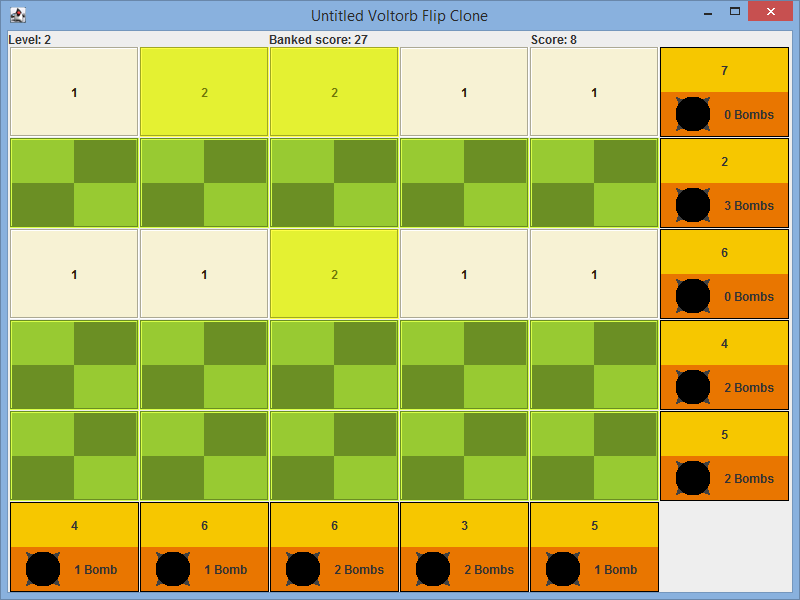 Untitled Voltorb Flip Clone
Level: 2 Banked score: 27 Score: 8
1 2 2 1 1 7
0 Bombs
2
3 Bombs
1 1 2 1 1 6
0 Bombs
4
2 Bombs
5
2 Bombs
4 6 6 3 5
1 Bomb 1 Bomb 2 Bombs 2 Bombs 1 Bomb